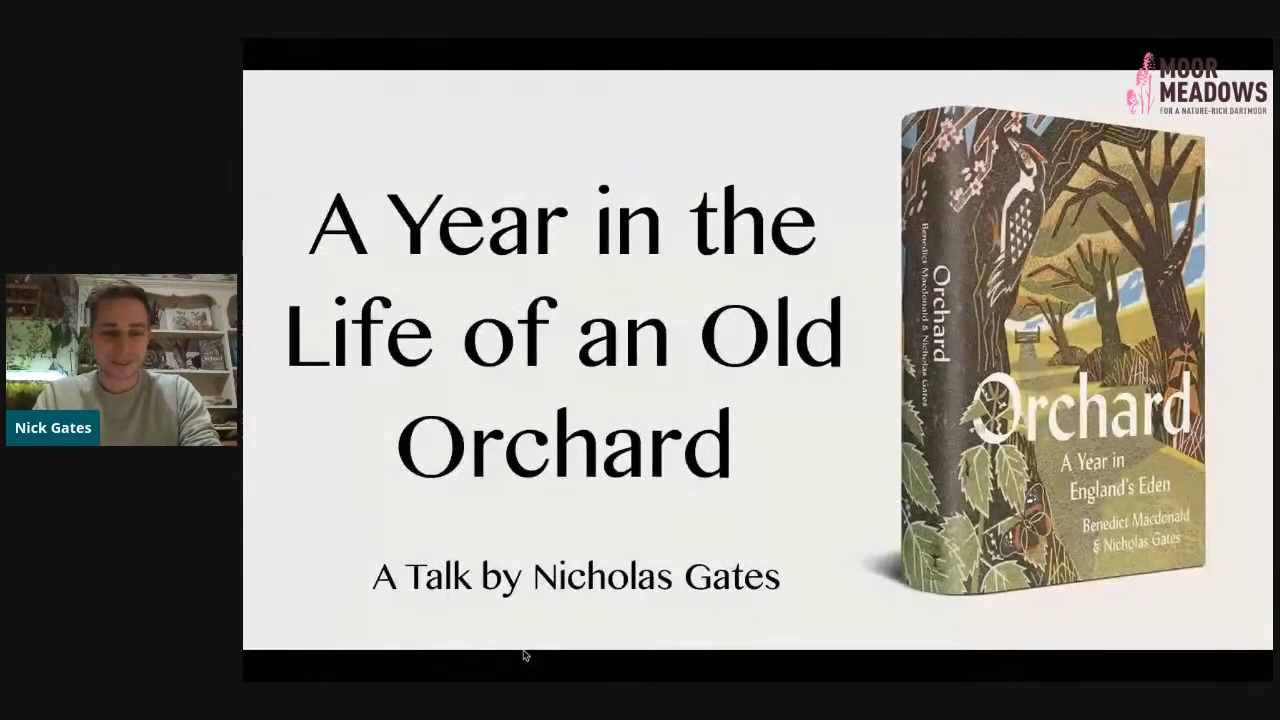 MOOR
MEADOWS
FOR A NATURE-RICH DARTMOOR
A Year in the
Life of an Old
Orchard
A Talk by Nicholas Gates
Orchard
Benedict Macdonald & Nicholas Gates
Orchard
A Year in
England's Eden
Benedict Macdonald
& Nicholas Gates
Nick Gates
Orchard